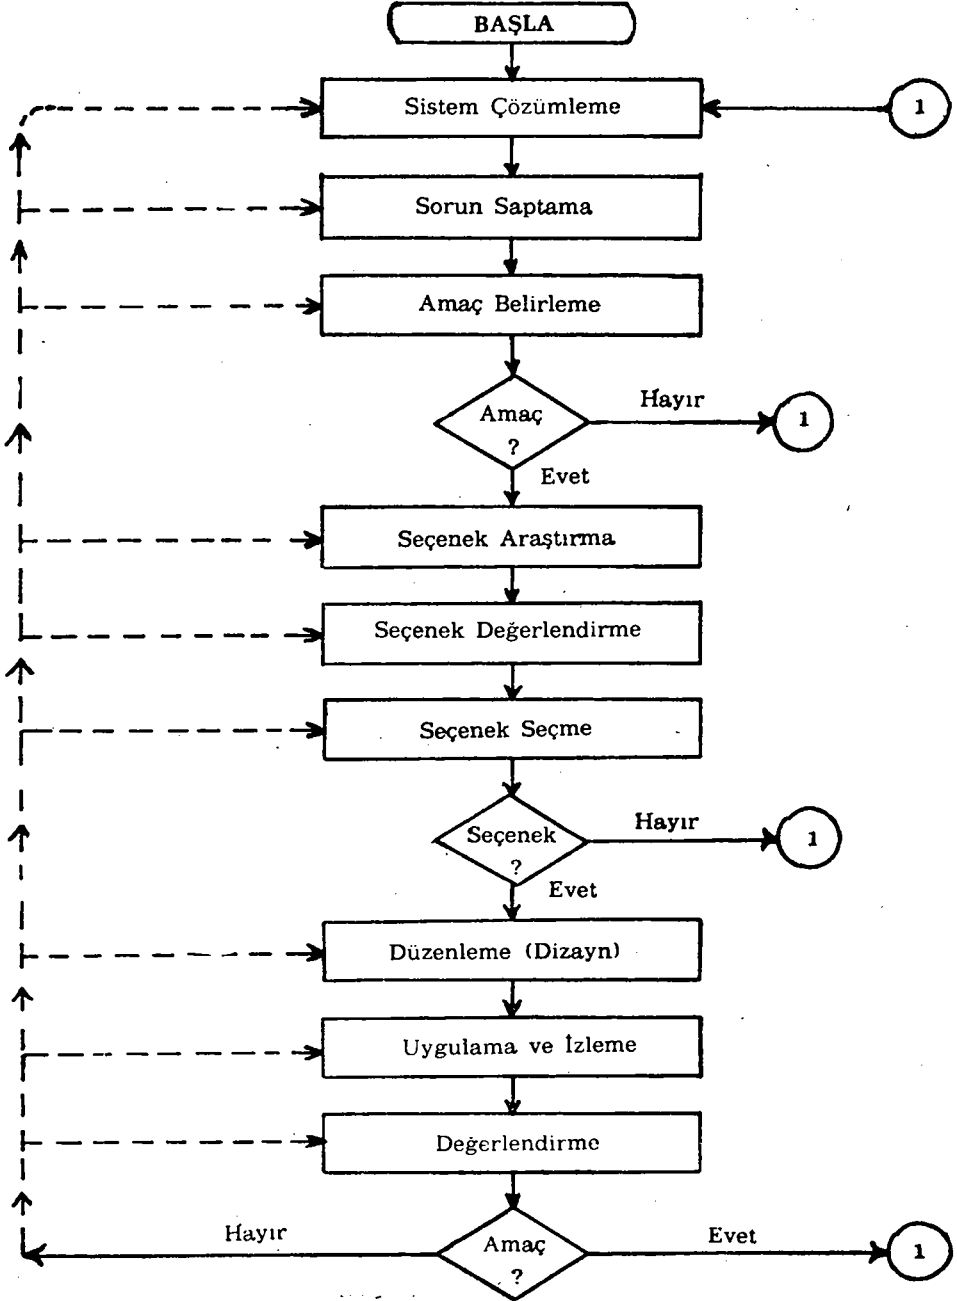 BAŞLA
Sistem Çözümleme
1
Sorun Saptama
Amaç Belirleme
Amaç
?
Hayır
1
Evet
Seçenek Araştırma
Seçenek Değerlendirme
Seçenek Seçme
Seçenek
?
Hayır
1
Evet
Düzenleme (Dizayn)
Uygulama ve İzleme
Değerlendirme
Hayır
Amaç
?
Evet
1